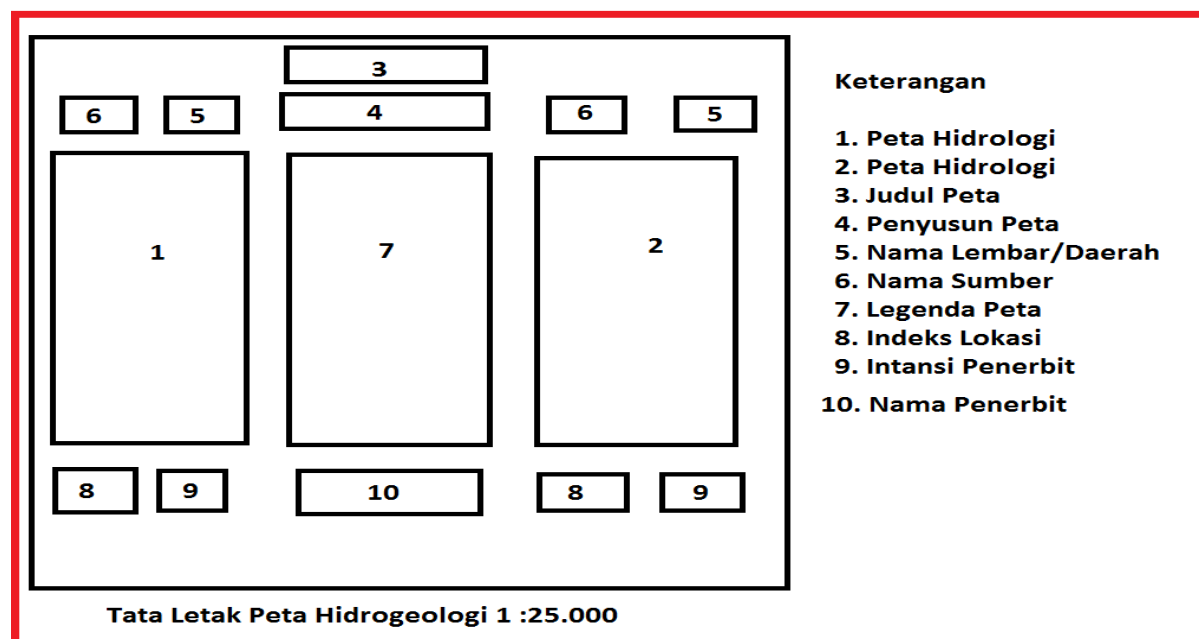 3
6 5 4 6 5
1 7 2
8 9 10 8 9
Tata Letak Peta Hidrogeologi 1 :25.000
Keterangan
1. Peta Hidrologi
2. Peta Hidrologi
3. Judul Peta
4. Penyusun Peta
5. Nama Lembar/Daerah
6. Nama Sumber
7. Legenda Peta
8. Indeks Lokasi
9. Intansi Penerbit
10. Nama Penerbit